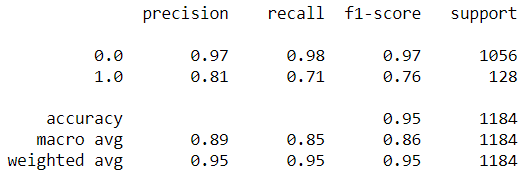 precision recall f1-score support
0.0 0.97 0.98 0.97 1056
1.0 0.81 0.71 0.76 128
accuracy 0.95 1184
macro avg 0.89 0.85 0.86 1184
weighted avg 0.95 0.95 0.95 1184